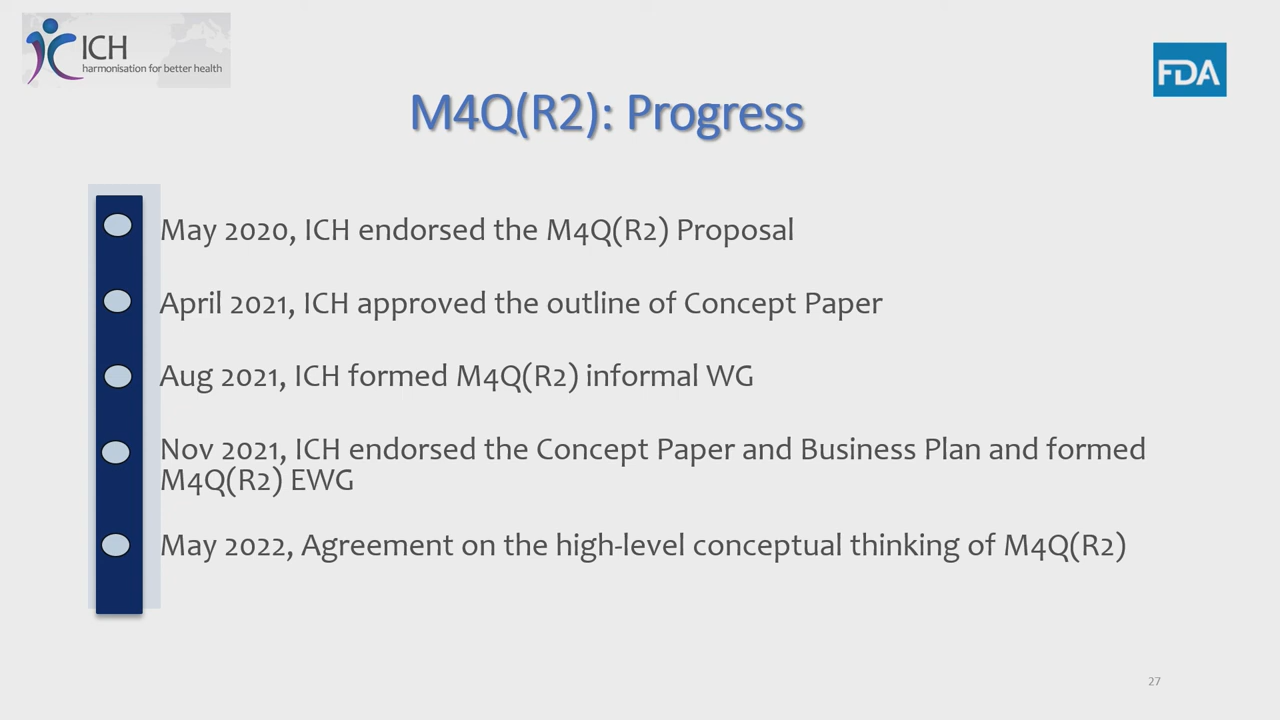 ICH
harmonisation for better health
FDA
M4Q(R2): Progress
May 2020, ICH endorsed the M4Q(R2) Proposal
April 2021, ICH approved the outline of Concept Paper
Aug 2021, ICH formed M4Q(R2) informal WG
Nov 2021, ICH endorsed the Concept Paper and Business Plan and formed
M4Q(R2) EWG
May 2022, Agreement on the high-level conceptual thinking of M4Q(R2)
27